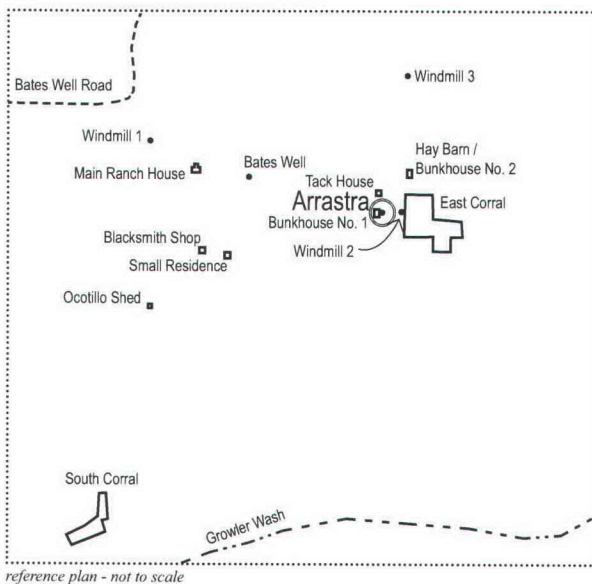 Bates Well Road
Windmill 3
Windmill 1
Main Ranch House
Bates Well
Hay Barn /
Bunkhouse No. 2
Tack House
Arrastra
East Corral
Bunkhouse No. 1
Windmill 2
Blacksmith Shop
Small Residence
Ocotillo Shed
South Corral
Growler Wash
reference plan - not to scale